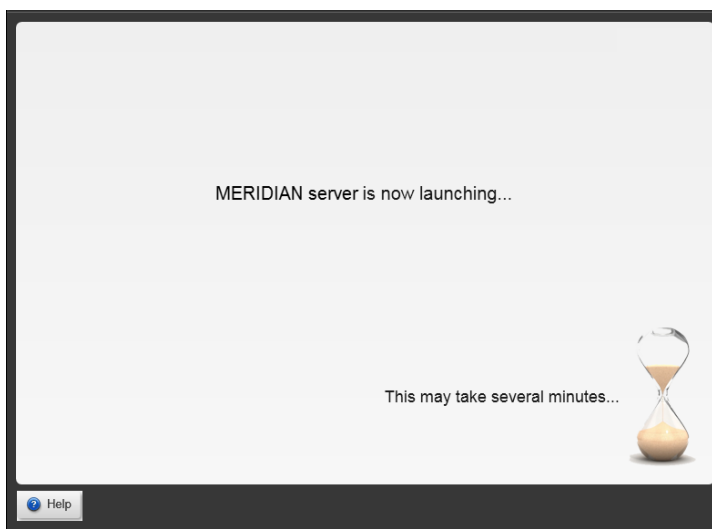 MERIDIAN server is now launching...
This may take several minutes...
Help